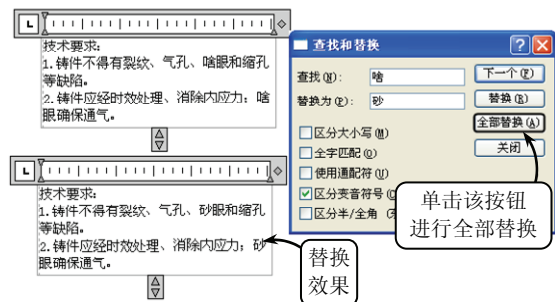 技术要求:
1.铸件不得有裂纹、气孔、啥眼和缩孔
等缺陷。
2.铸件应经时效处理、消除内应力；啥
眼确保通气。
查找和替换
查找(N): 啥
下一个(F)
替换为(P): 砂
替换(R)
全部替换(A)
关闭
区分大小写(M)
全字匹配(O)
使用通配符(U)
区分变音符号(C)
区分半/全角
单击该按钮
进行全部替换
技术要求:
1.铸件不得有裂纹、气孔、砂眼和缩孔
等缺陷。
2.铸件应经时效处理、消除内应力；砂
眼确保通气。
替换
效果